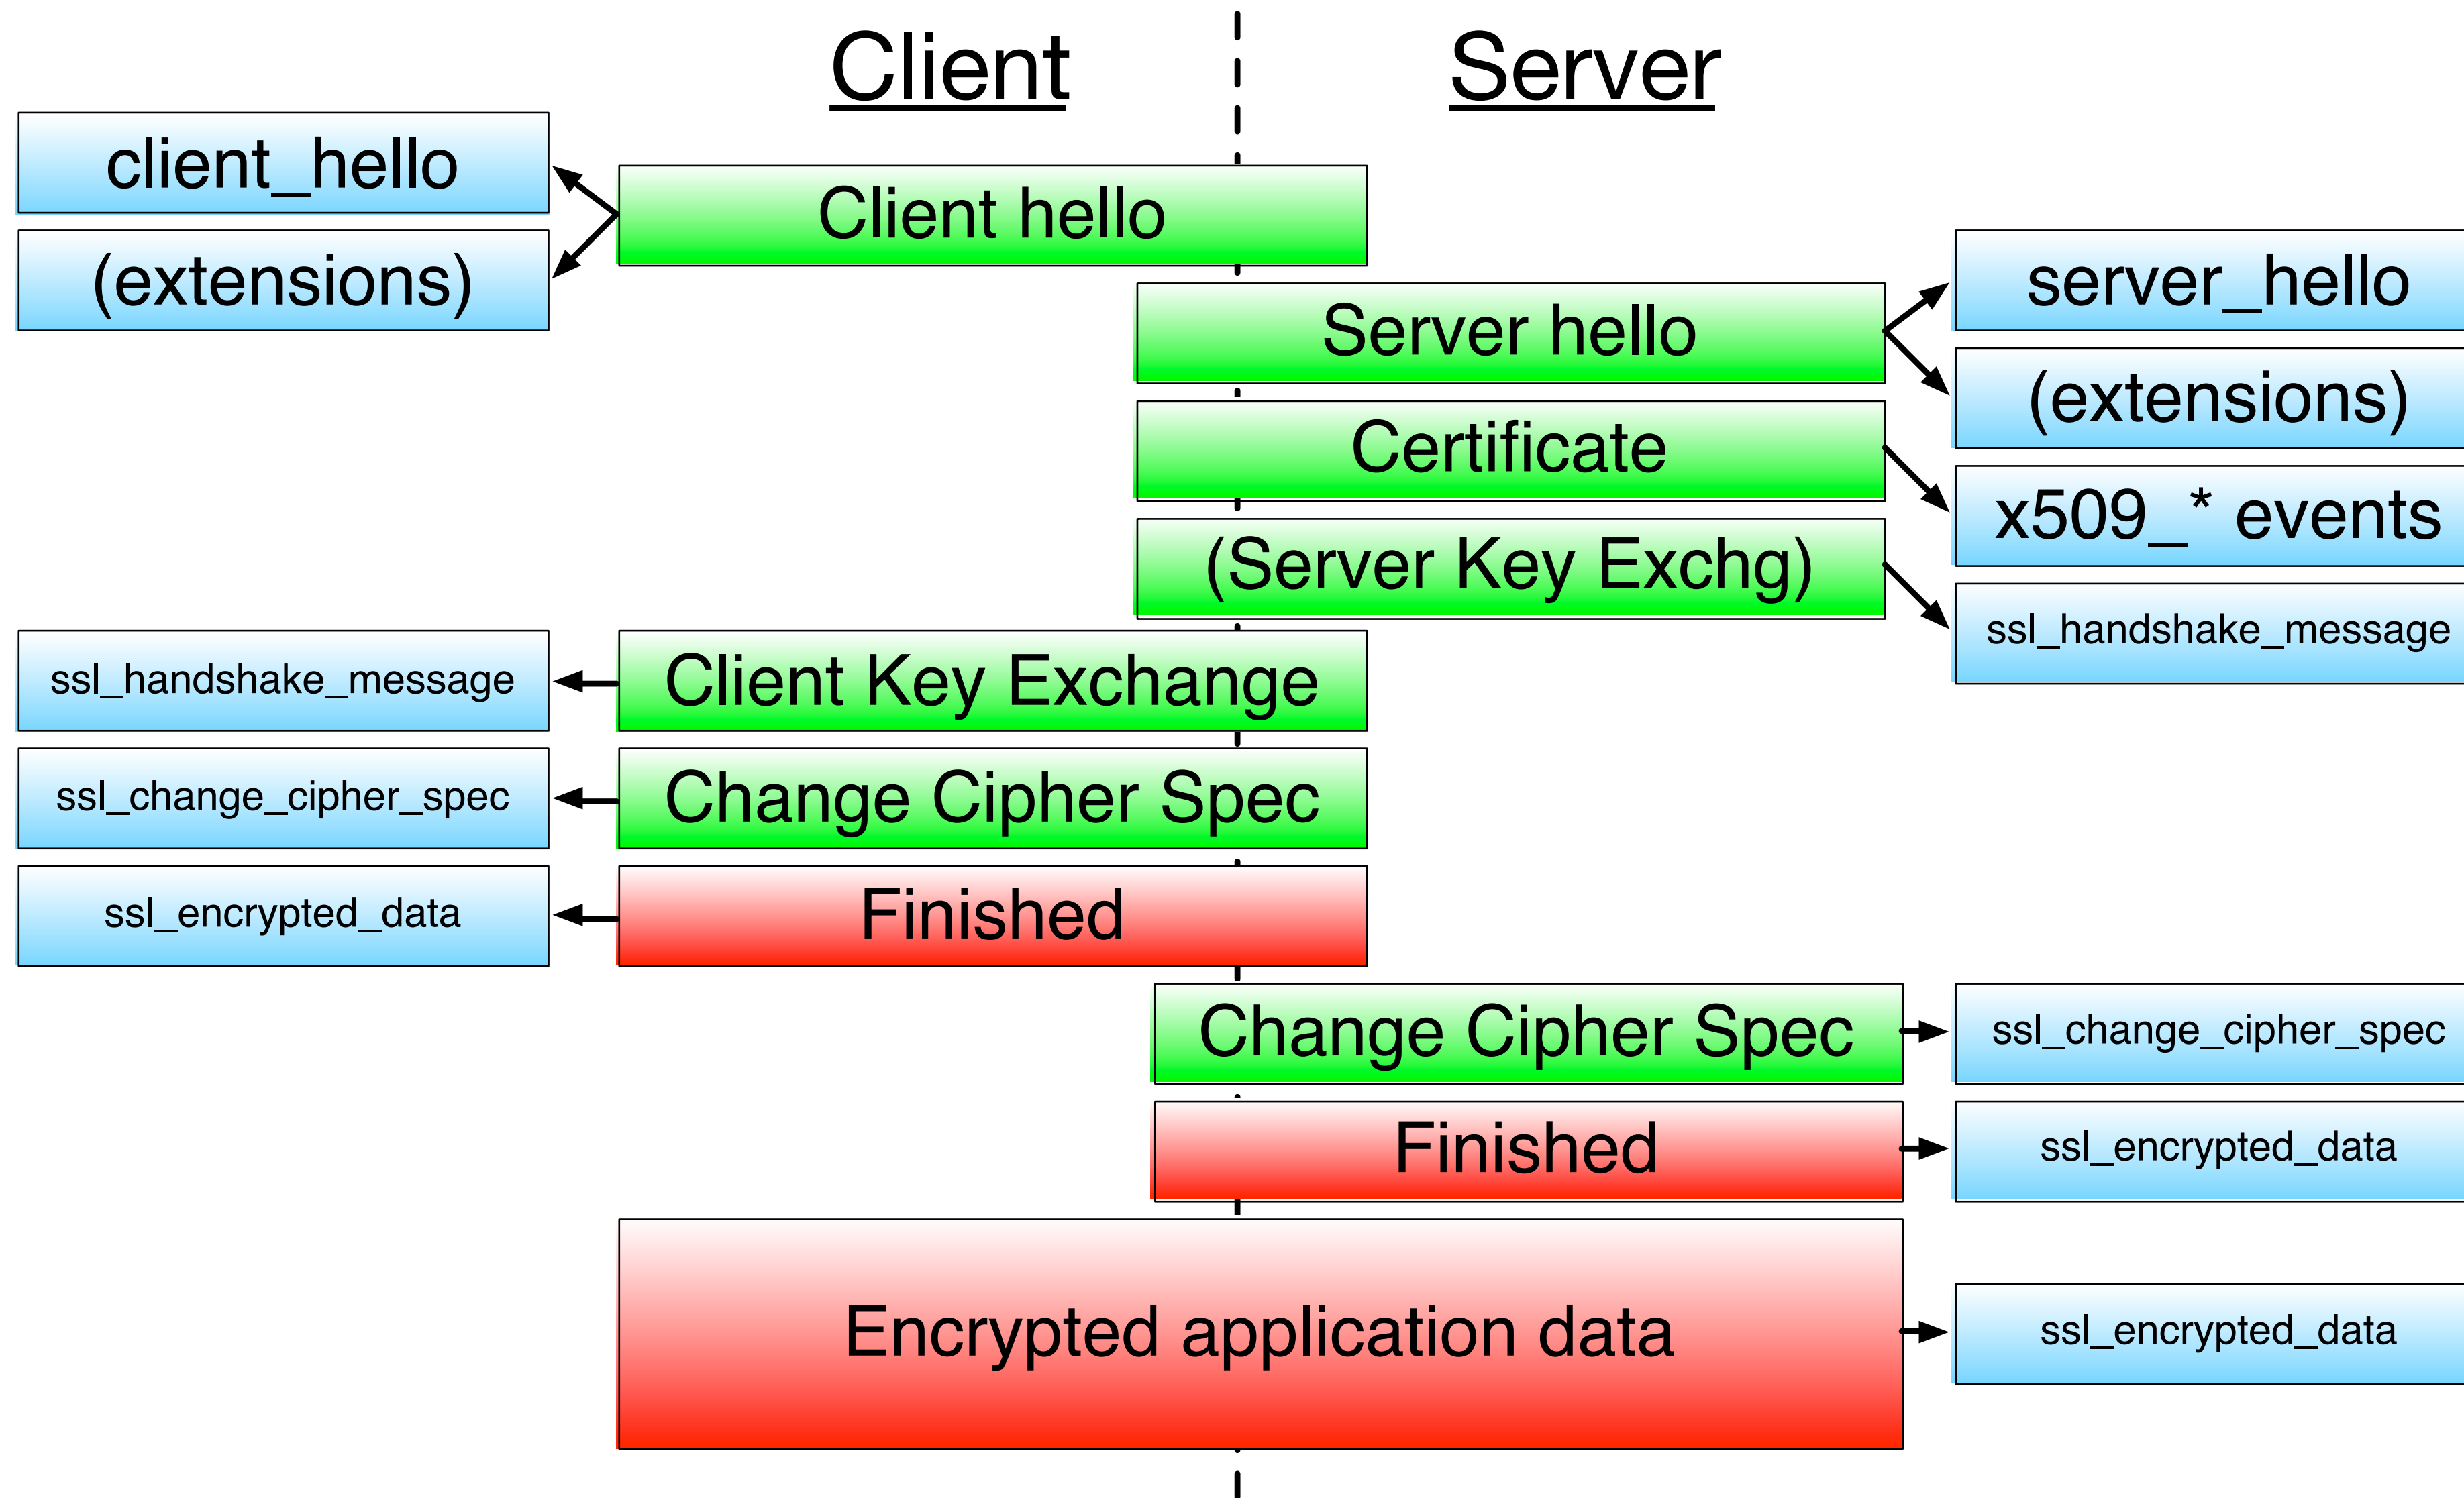 Client
Server
client_hello
Client hello
(extensions)
server_hello
Server hello
(extensions)
Certificate
x509_* events
(Server Key Exchg)
ssl_handshake_message
ssl_handshake_message
Client Key Exchange
ssl_change_cipher_spec
Change Cipher Spec
ssl_encrypted_data
Finished
Change Cipher Spec
ssl_change_cipher_spec
Finished
ssl_encrypted_data
Encrypted application data
ssl_encrypted_data